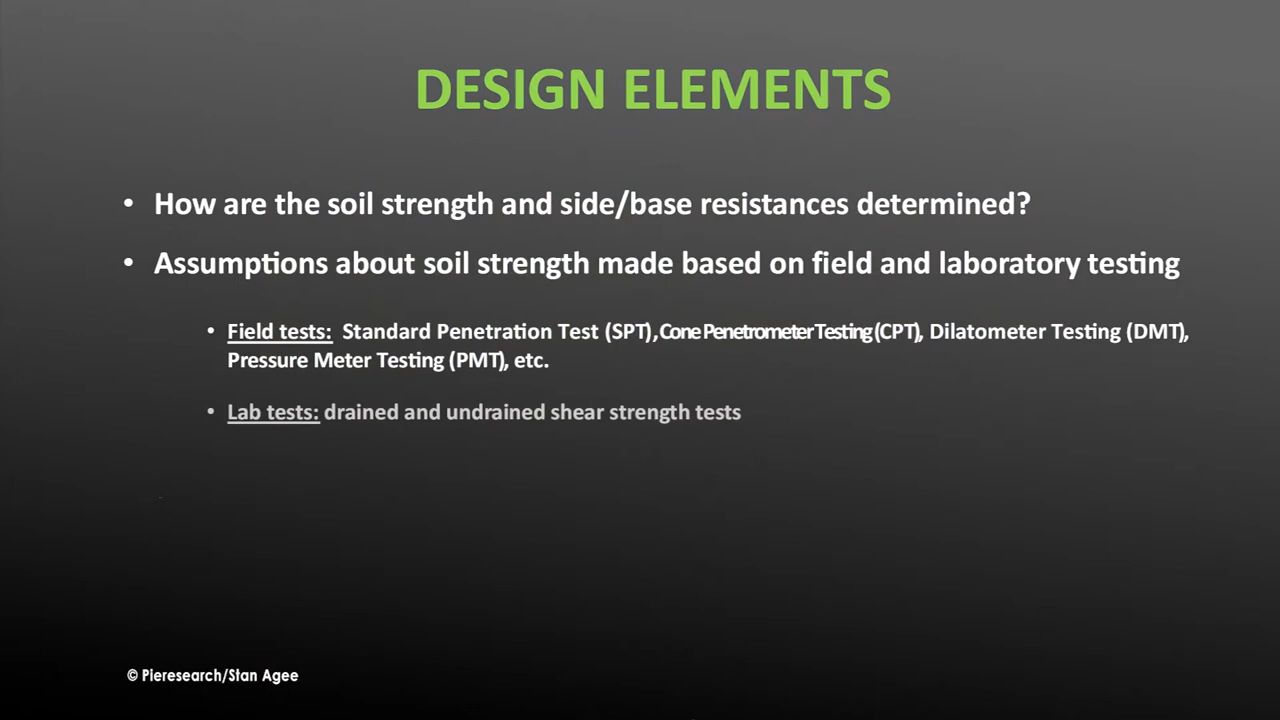 DESIGN ELEMENTS
• How are the soil strength and side/base resistances determined?
• Assumptions about soil strength made based on field and laboratory testing
• Field tests: Standard Penetration Test (SPT), Cone Penetrometer Testing (CPT), Dilatometer Testing (DMT),
Pressure Meter Testing (PMT), etc.
• Lab tests: drained and undrained shear strength tests
© Pieresearch/Stan Agee